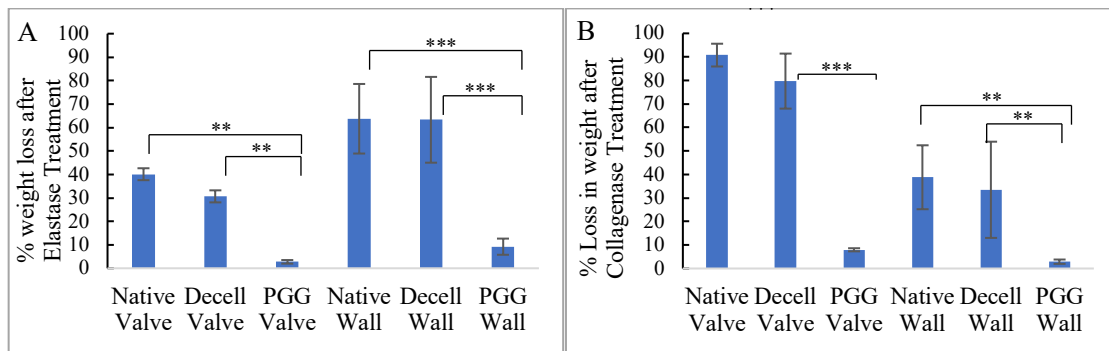 A
% weight loss after
Elastase Treatment
100
90
80
70
60
50
40
30
20
10
0
**
**
***
***
Native
Valve
Decell
Valve
PGG
Valve
Native
Wall
Decell
Wall
PGG
Wall
B
% Loss in weight after
Collagenase Treatment
100
90
80
70
60
50
40
30
20
10
0
***
**
**
Native
Valve
Decell
Valve
PGG
Valve
Native
Wall
Decell
Wall
PGG
Wall